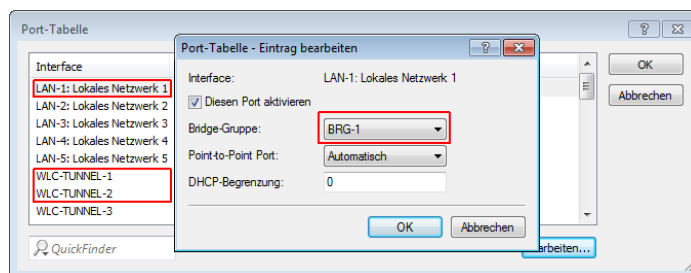 Port-Tabelle
Interface
LAN-1: Lokales Netzwerk 1
LAN-2: Lokales Netzwerk 2
LAN-3: Lokales Netzwerk 3
LAN-4: Lokales Netzwerk 4
LAN-5: Lokales Netzwerk 5
WLC-TUNNEL-1
WLC-TUNNEL-2
WLC-TUNNEL-3
QuickFinder
Port-Tabelle - Eintrag bearbeiten
Interface: LAN-1: Lokales Netzwerk 1
Diesen Port aktivieren
Bridge-Gruppe: BRG-1
Point-to-Point Port: Automatisch
DHCP-Begrenzung: 0
OK Abbrechen
OK
Abbrechen
arbeiten...